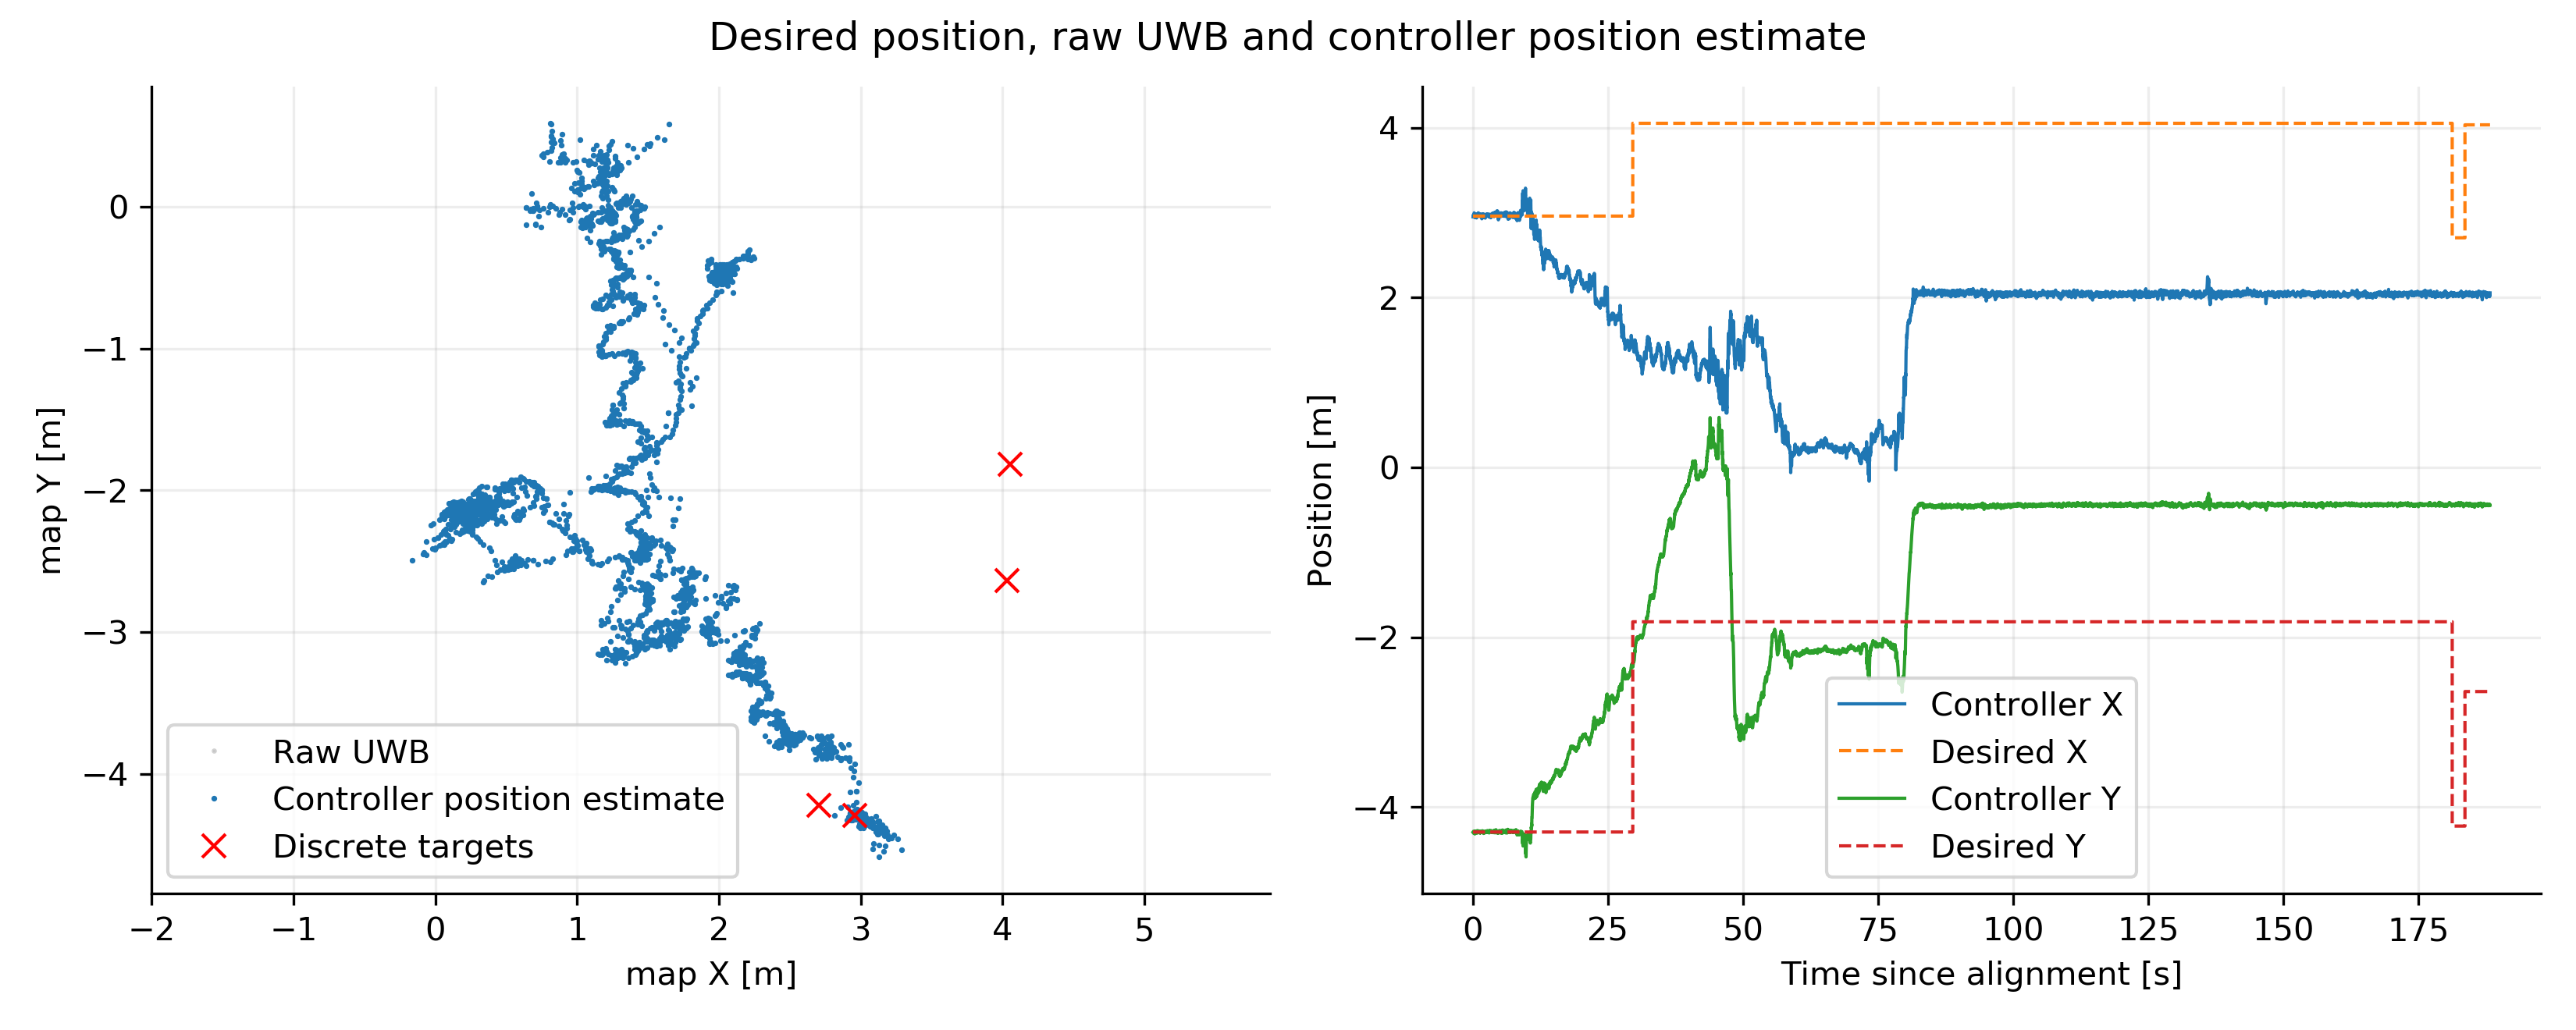 Desired position, raw UWB and controller position estimate
0
−1
−2
−3
−4
map Y [m]
Raw UWB
Controller position estimate
Discrete targets
−2
−1
0
1
2
3
4
5
map X [m]
4
2
0
−2
−4
Position [m]
Controller X
Desired X
Controller Y
Desired Y
0
25
50
75
100
125
150
175
Time since alignment [s]